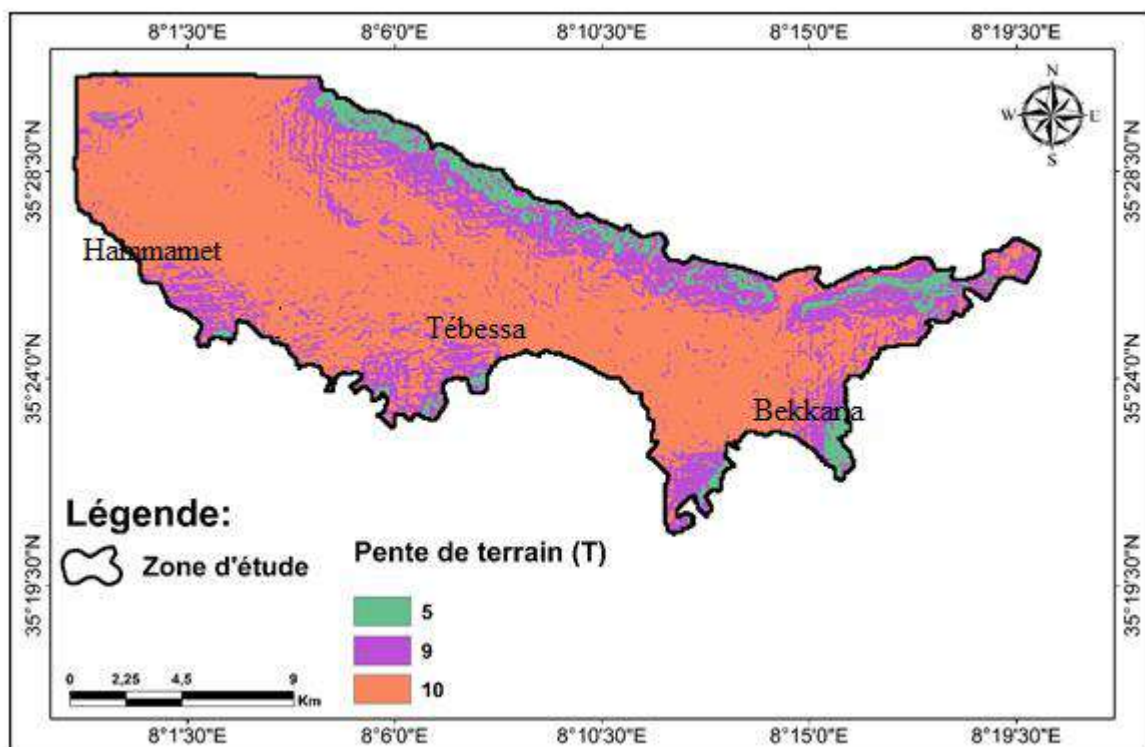 8°1'30"E 8°6'0"E 8°10'30"E 8°15'0"E 8°19'30"E
N
W E
S
35°28'30"N 35°28'30"N
Hammamet
Tébessa
35°24'0"N 35°24'0"N
Bekkaria
Légende:
Zone d'étude
Pente de terrain (T)
35°19'30"N 35°19'30"N
5
9
10
0 2,25 4,5 9
Km
8°1'30"E 8°6'0"E 8°10'30"E 8°15'0"E 8°19'30"E